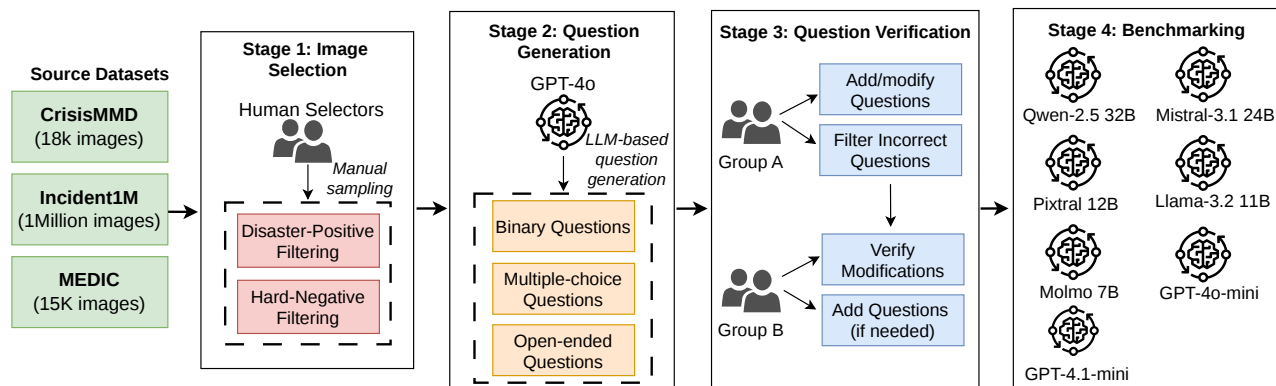 Source Datasets
CrisisMMD
(18k images)
Incident1M
(1Million images)
MEDIC
(15K images)
Stage 1: Image
Selection
Human Selectors
Manual
sampling
Disaster-Positive
Filtering
Hard-Negative
Filtering
Stage 2: Question
Generation
GPT-4o
LLM-based
question
generation
Binary Questions
Multiple-choice
Questions
Open-ended
Questions
Stage 3: Question Verification
Group A
Add/modify
Questions
Filter Incorrect
Questions
Group B
Verify
Modifications
Add Questions
(if needed)
Stage 4: Benchmarking
Qwen-2.5 32B
Mistral-3.1 24B
Pixtral 12B
Llama-3.2 11B
Molmo 7B
GPT-4o-mini
GPT-4.1-mini